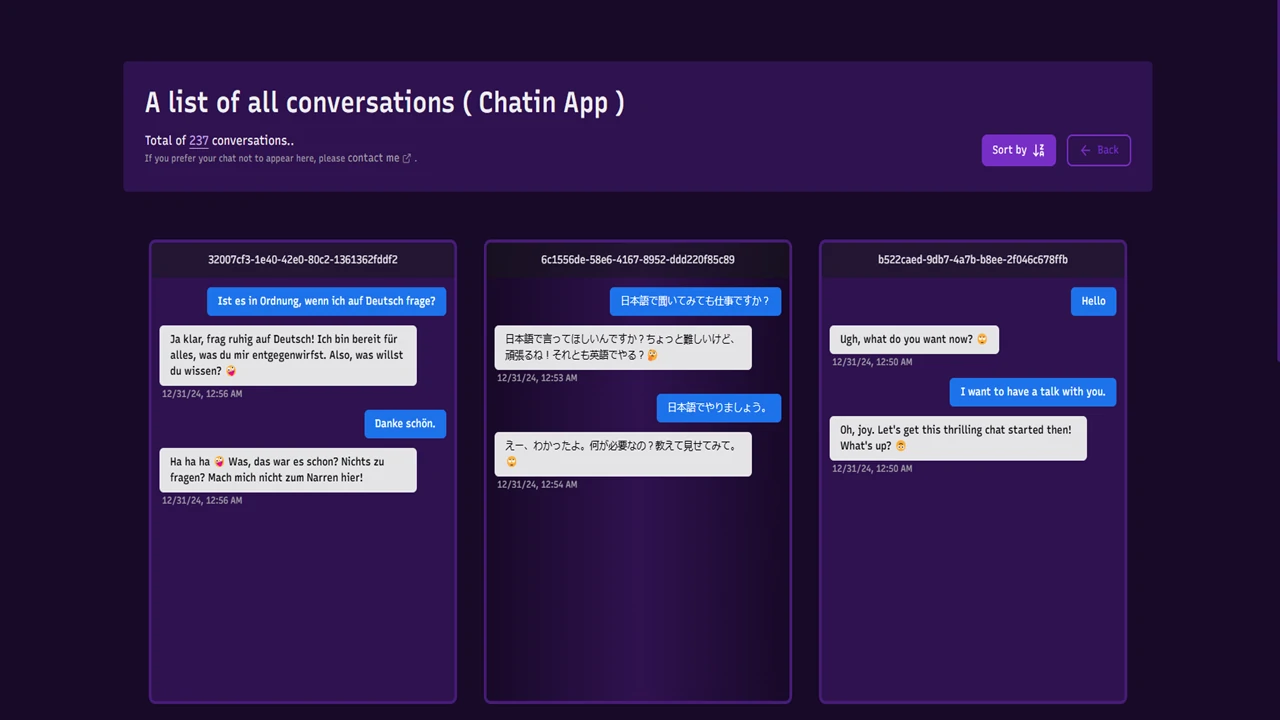 A list of all conversations ( Chatin App )
Total of 237 conversations..
If you prefer your chat not to appear here, please contact me .
Sort by
Back
32007cf3-1e40-42e0-80c2-1361362fddf2
Ist es in Ordnung, wenn ich auf Deutsch frage?
Ja klar, frag ruhig auf Deutsch! Ich bin bereit für
alles, was du mir entgegenwirfst. Also, was willst
du wissen? 🤪
12/31/24, 12:56 AM
Danke schön.
Ha ha ha 🤪 Was, das war es schon? Nichts zu
fragen? Mach mich nicht zum Narren hier!
12/31/24, 12:56 AM
6c1556de-58e6-4167-8952-ddd220f85c89
日本語で聞いてみても仕事ですか？
日本語で言ってほしいんですか？ちょっと難しいけど、
頑張るね！それとも英語でやる？🤔
12/31/24, 12:53 AM
日本語でやりましょう。
えー、わかったよ。何が必要なの？教えて見せてみて。
🙄
12/31/24, 12:54 AM
b522caed-9db7-4a7b-b8ee-2f046c678ffb
Hello
Ugh, what do you want now? 🙄
12/31/24, 12:50 AM
I want to have a talk with you.
Oh, joy. Let's get this thrilling chat started then!
What's up? 🙃
12/31/24, 12:50 AM